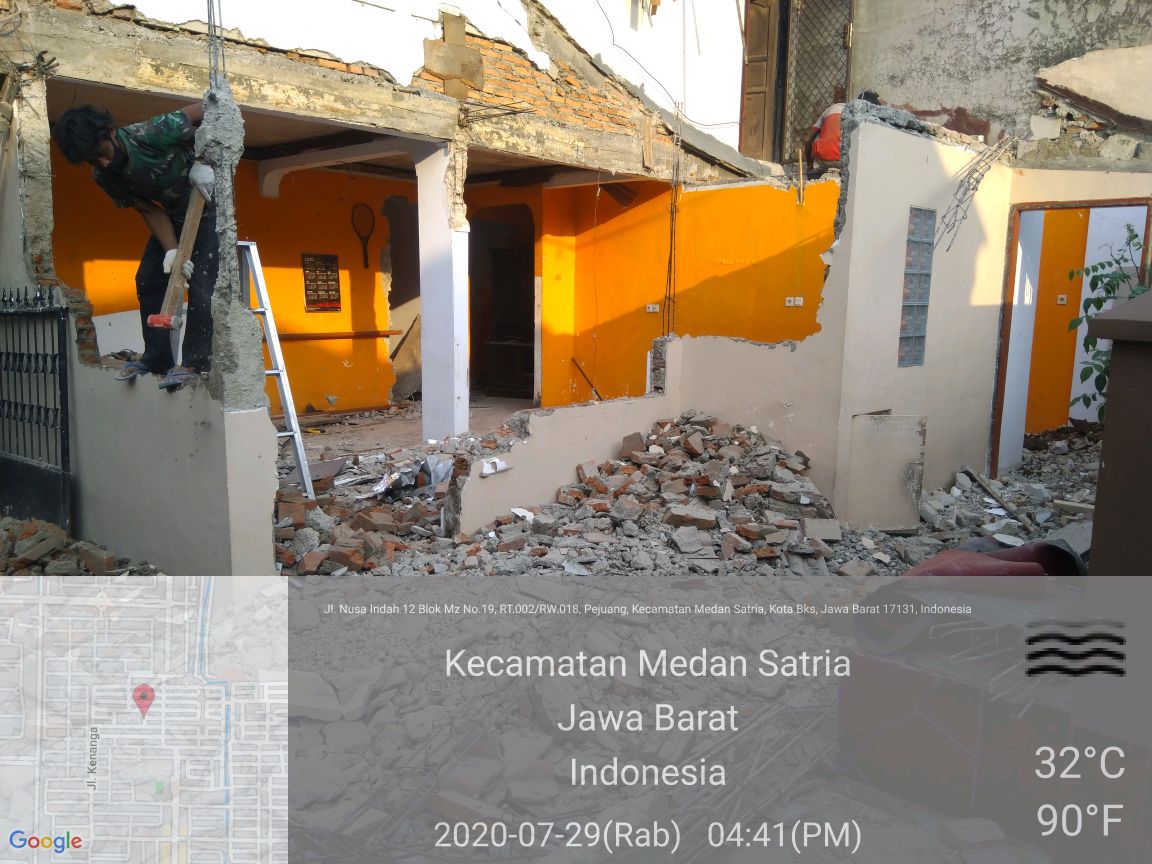 Jl. Nusa Indah 12 Blok Mz No.19, RT.002/RW.018, Pejuang, Kecamatan Medan Satria, Kota Bks, Jawa Barat 17131, Indonesia
Kecamatan Medan Satria
Jawa Barat
Indonesia
32°C
90°F
2020-07-29(Rab) 04:41(PM)
Jl. Kenanga
Google